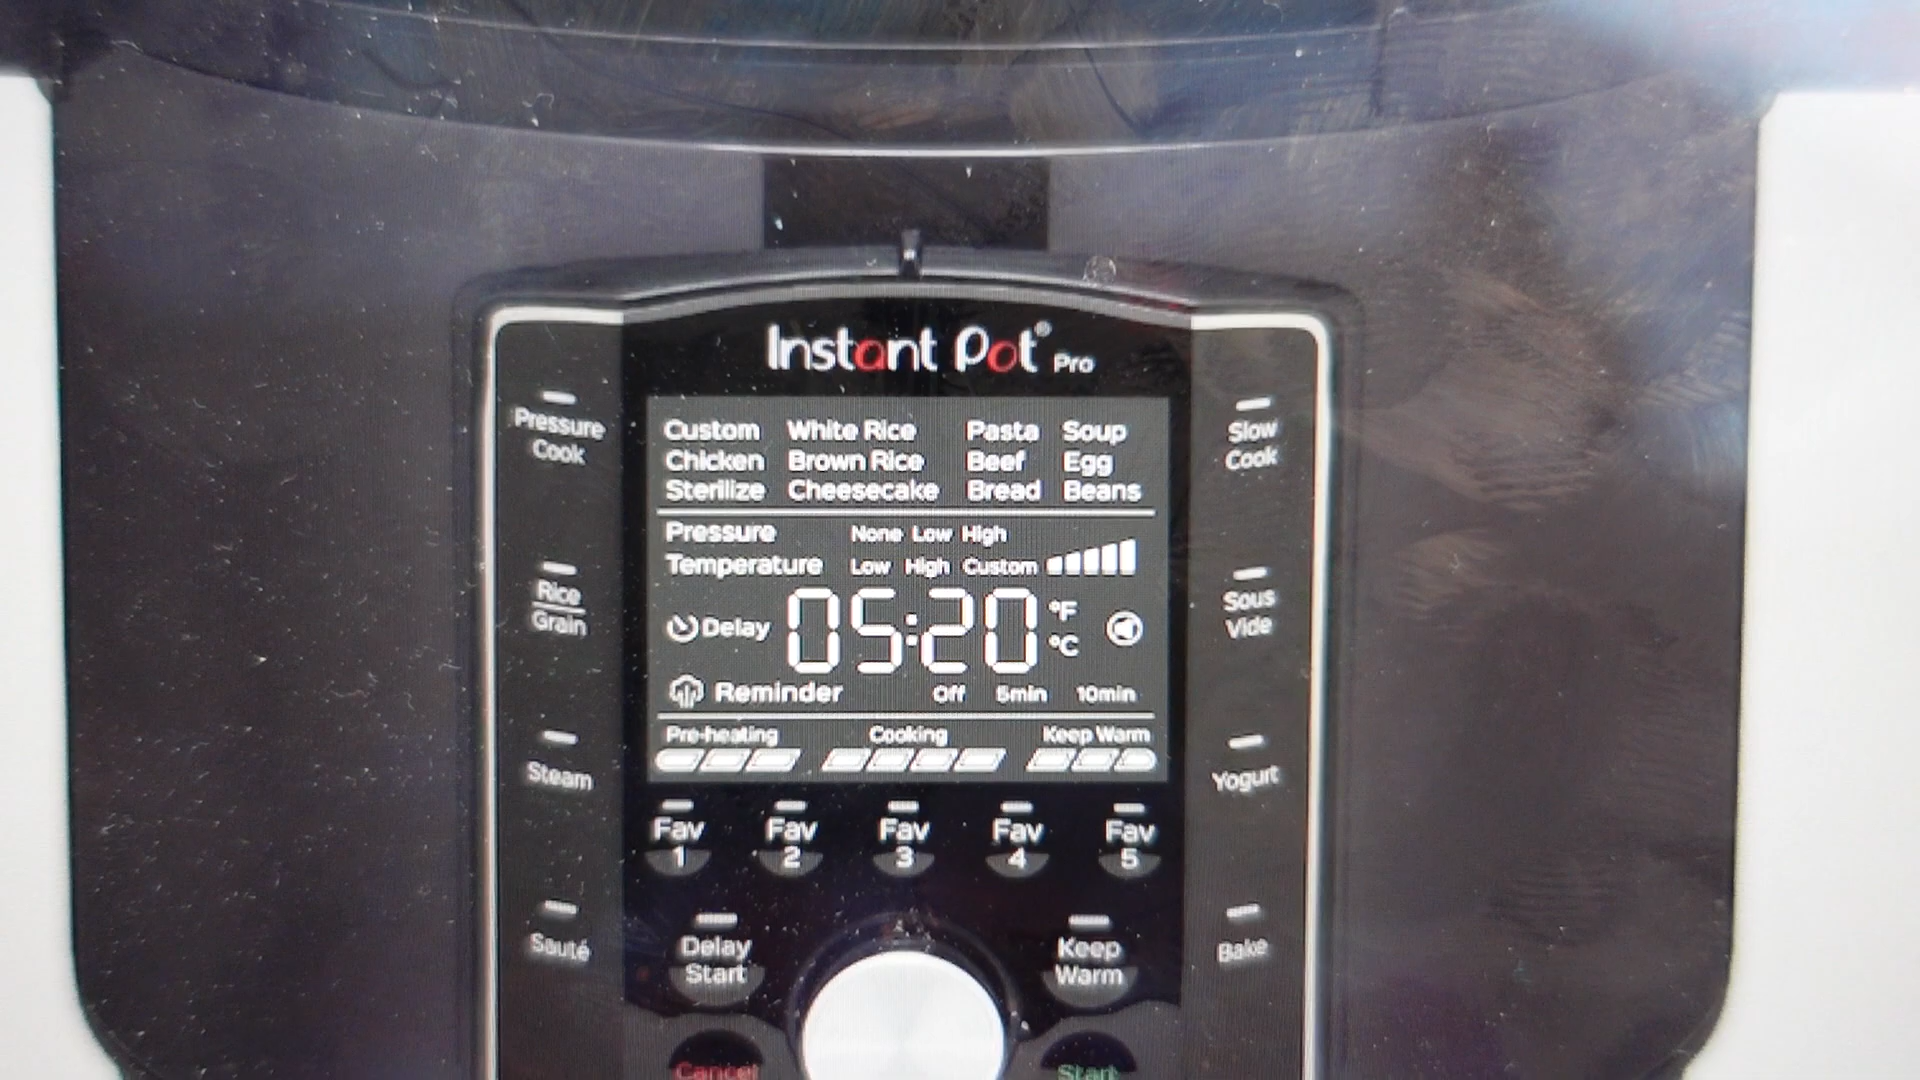 Instant Pot® Pro
Pressure
Cook
Rice
Grain
Steam
Sauté
Custom White Rice Pasta Soup
Chicken Brown Rice Beef Egg
Sterilize Cheesecake Bread Beans
Pressure None Low High
Temperature Low High Custom
Delay 05:20 °F
°C
Reminder Off 5min 10min
Pre-heating Cooking Keep Warm
Fav Fav Fav Fav Fav
1 2 3 4 5
Delay
Start
Keep
Warm
Cancel
Start
Slow
Cook
Sous
Vide
Yogurt
Bake